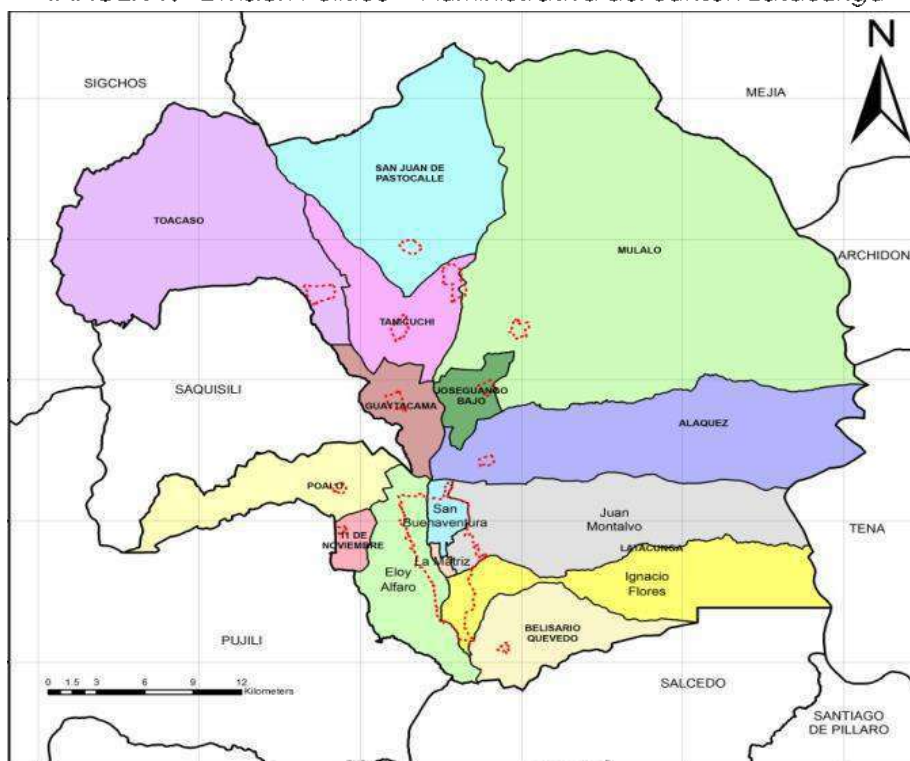 N
SIGCHOS
MEJIA
SAN JUAN DE
PASTOCALLE
TOACASO
MULALO
ARCHIDON
TANICUCHI
SAQUISILI
GUAYTACAMA
JOSEGUANGO
BAJO
ALAQUEZ
POALO
San
Buenaventura
Juan
Montalvo
TENA
11 DE
NOVIEMBRE
LATACUNGA
La Matriz
Eloy
Alfaro
Ignacio
Flores
BELISARIO
QUEVEDO
PUJILI
SALCEDO
0 1.5 3 6 9 12
Kilometers
SANTIAGO
DE PILLARO